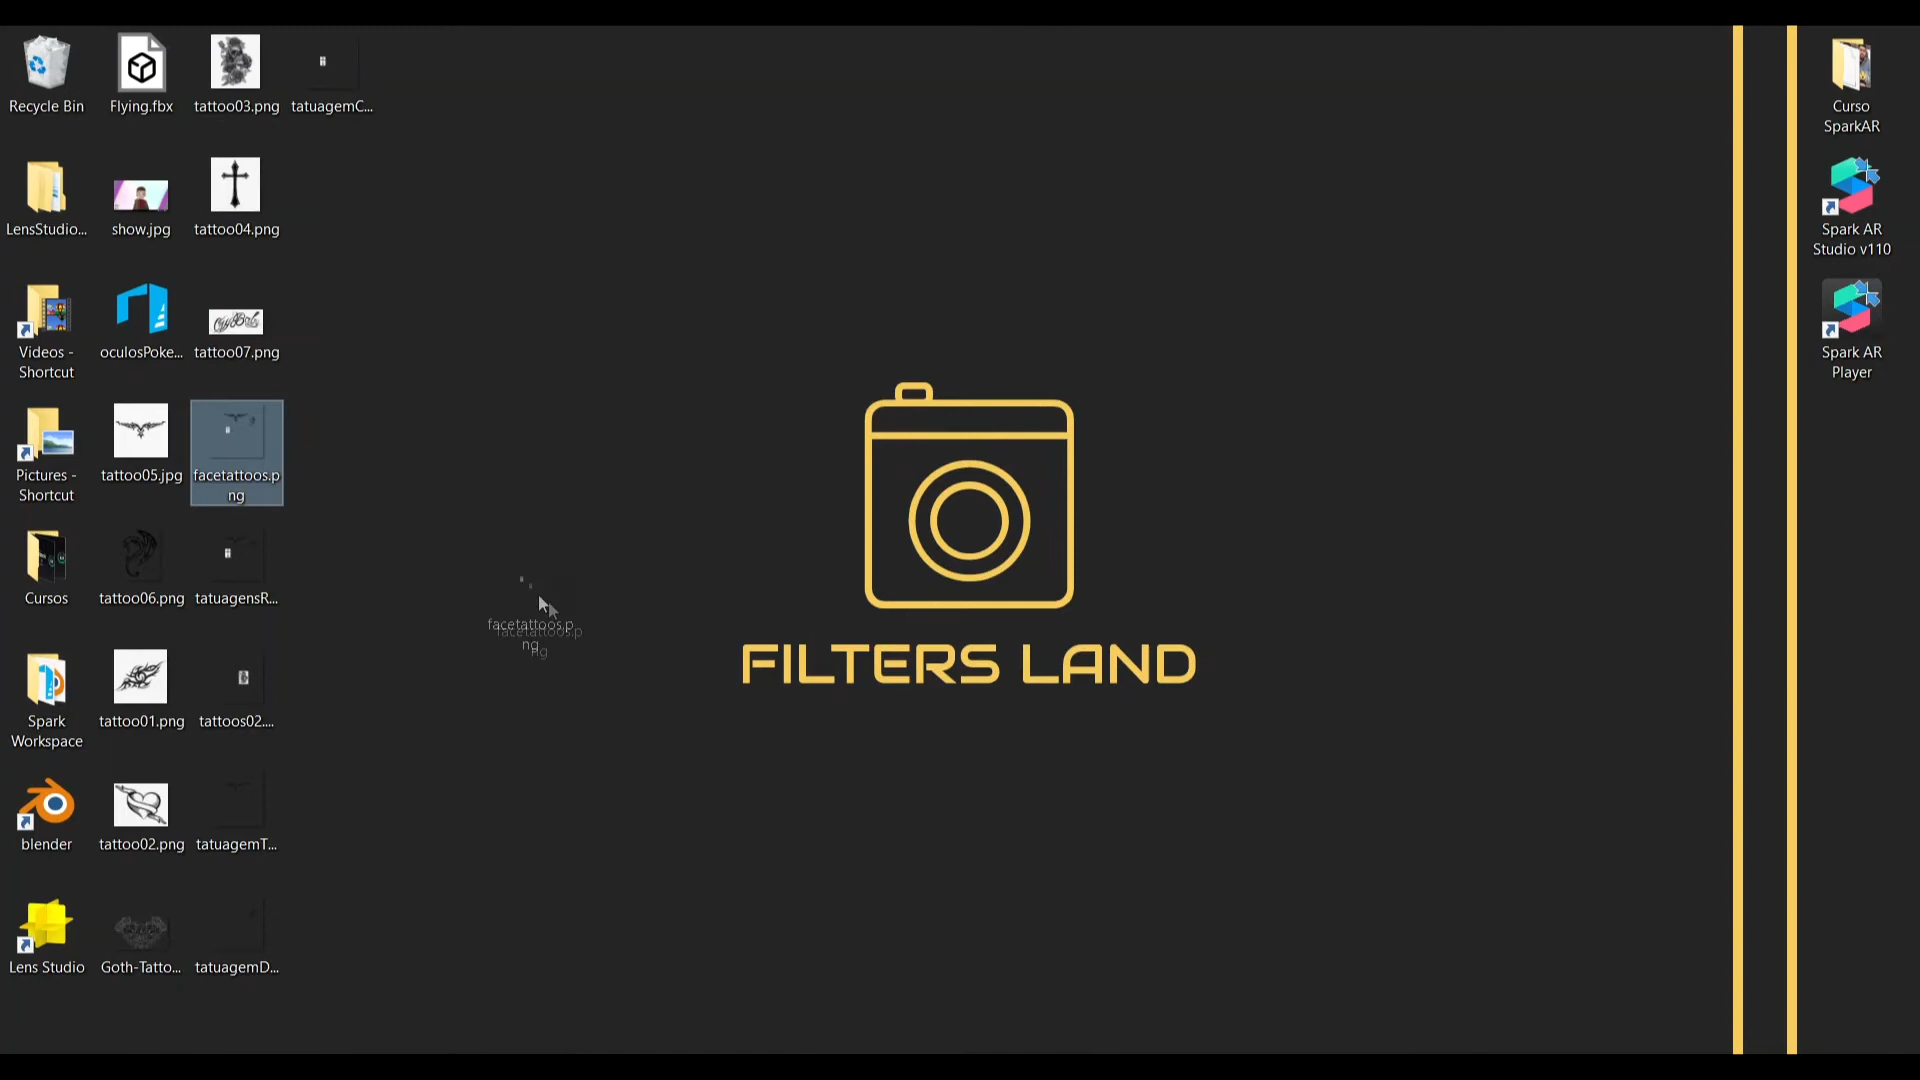 Recycle Bin
Flying.fbx
tattoo03.png
tatuagemC...
Curso
SparkAR
LensStudio...
show.jpg
tattoo04.png
Spark AR
Studio v110
Videos -
Shortcut
oculosPoke...
tattoo07.png
Spark AR
Player
Pictures -
Shortcut
tattoo05.jpg
facetattoos.p
ng
Cursos
tattoo06.png
tatuagensR...
facetattoos.p
ng
facetattoos.p
ng
FILTERS LAND
Spark
Workspace
tattoo01.png
tattoos02....
blender
tattoo02.png
tatuagemT...
Lens Studio
Goth-Tatto...
tatuagemD...